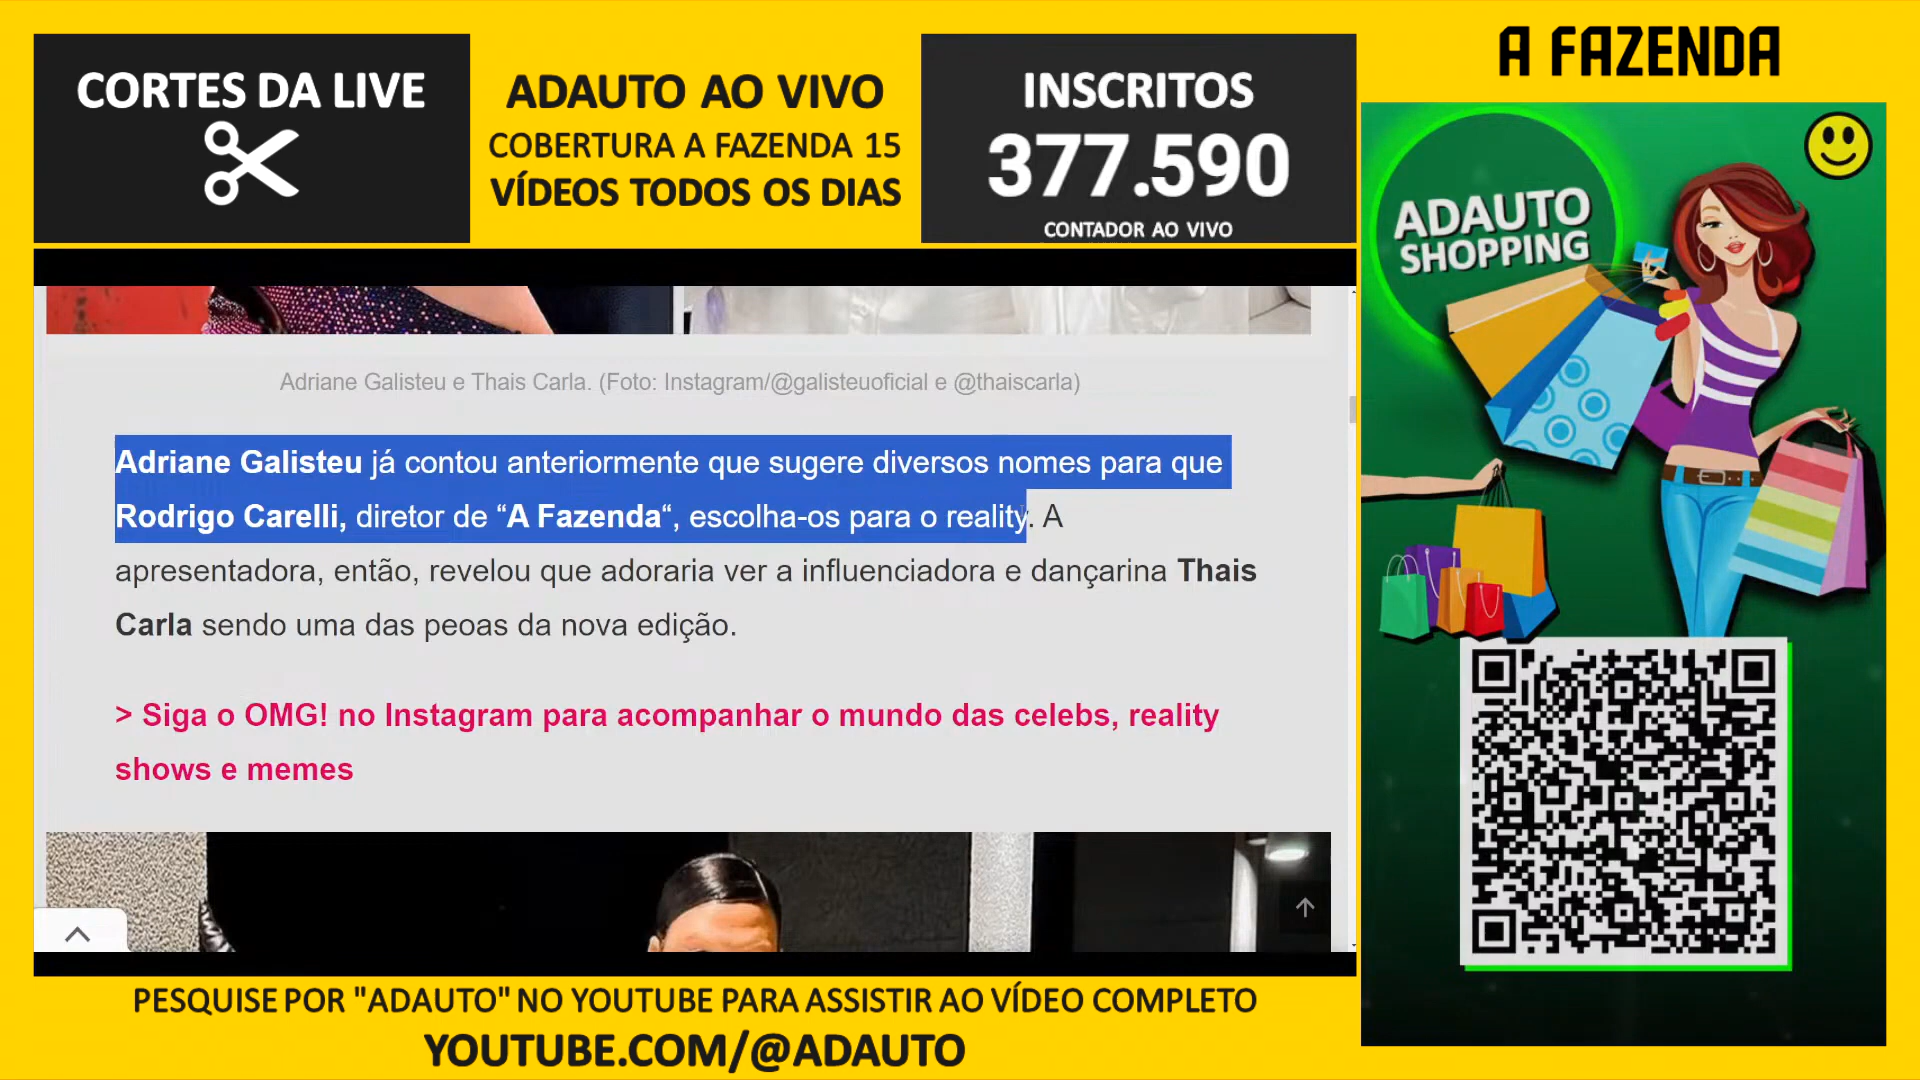 CORTES DA LIVE
ADAUTO AO VIVO
COBERTURA A FAZENDA 15
VÍDEOS TODOS OS DIAS
INSCRITOS
377.590
CONTADOR AO VIVO
A FAZENDA
ADAUTO
SHOPPING
Adriane Galisteu e Thais Carla. (Foto: Instagram/@galisteuoficial e @thaiscarla)
Adriane Galisteu já contou anteriormente que sugere diversos nomes para que
Rodrigo Carelli, diretor de “A Fazenda“, escolha-os para o reality. A
apresentadora, então, revelou que adoraria ver a influenciadora e dançarina Thais
Carla sendo uma das peoas da nova edição.
> Siga o OMG! no Instagram para acompanhar o mundo das celebs, reality
shows e memes
PESQUISE POR "ADAUTO" NO YOUTUBE PARA ASSISTIR AO VÍDEO COMPLETO
YOUTUBE.COM/@ADAUTO